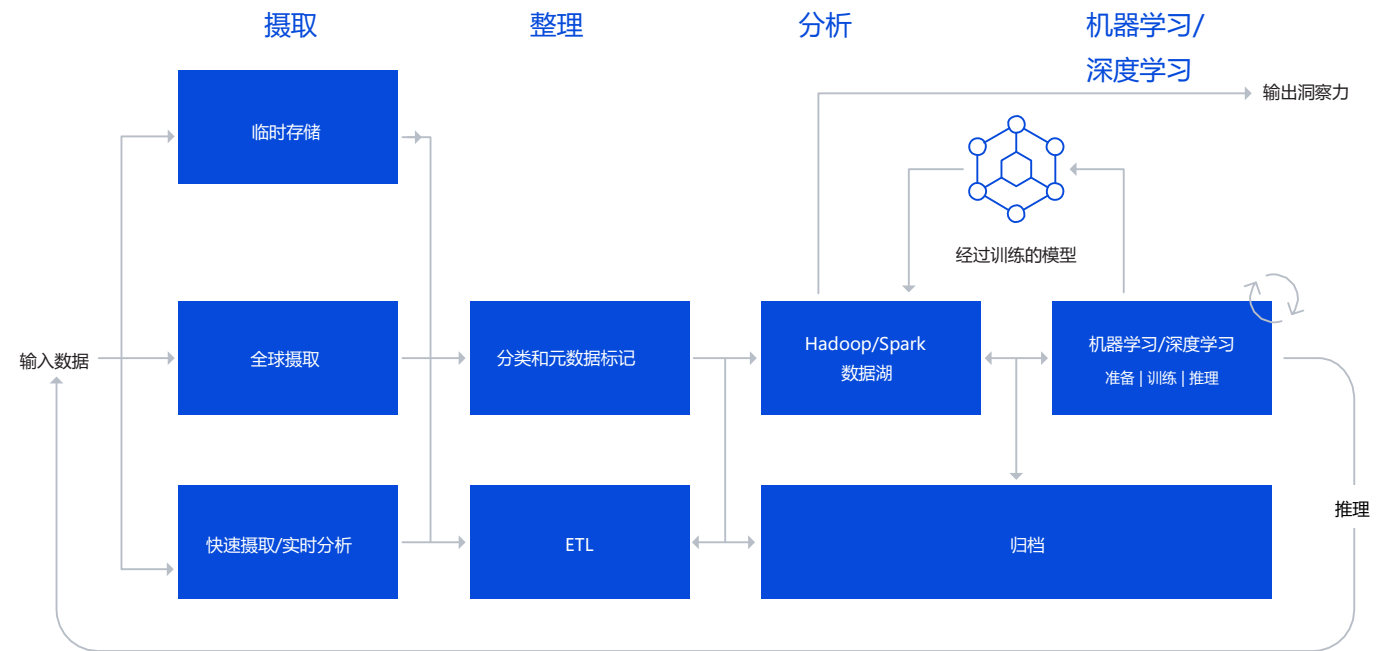 摄取
整理
分析
机器学习/
深度学习
输出洞察力
临时存储
经过训练的模型
输入数据
全球摄取
分类和元数据标记
Hadoop/Spark
数据湖
机器学习/深度学习
准备 | 训练 | 推理
推理
快速摄取/实时分析
ETL
归档